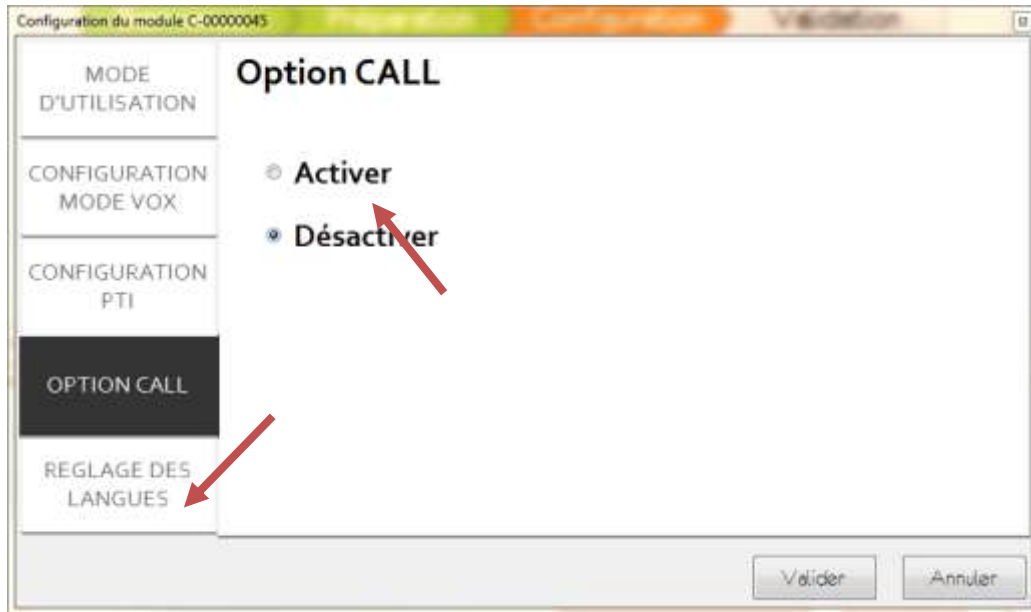 Configuration du module C-00000045
Validation
MODE
D'UTILISATION
CONFIGURATION
MODE VOX
CONFIGURATION
PTI
OPTION CALL
REGLAGE DES
LANGUES
Option CALL
Activer
Désactiver
Valider
Annuler